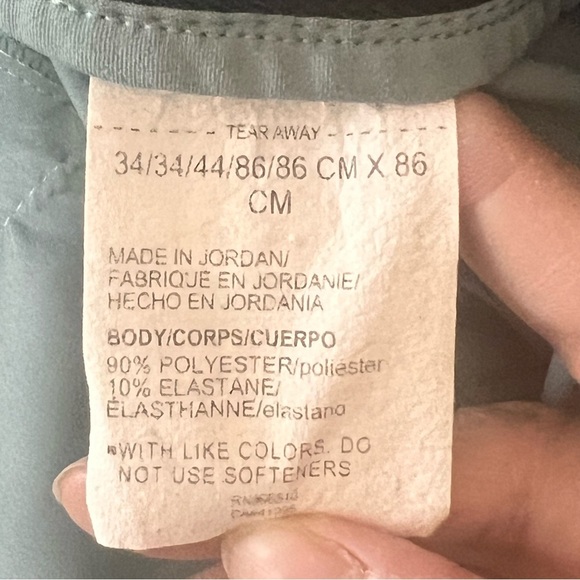 TEAR AWAY
34/34/44/86/86 CM X 86
CM
MADE IN JORDAN/
FABRIQUÉ EN JORDANIE/
HECHO EN JORDANIA
BODY/CORPS/CUERPO
90% POLYESTER/poliéster
10% ELASTANE/
ÉLASTHANNE/elastano
WITH LIKE COLORS. DO
NOT USE SOFTENERS